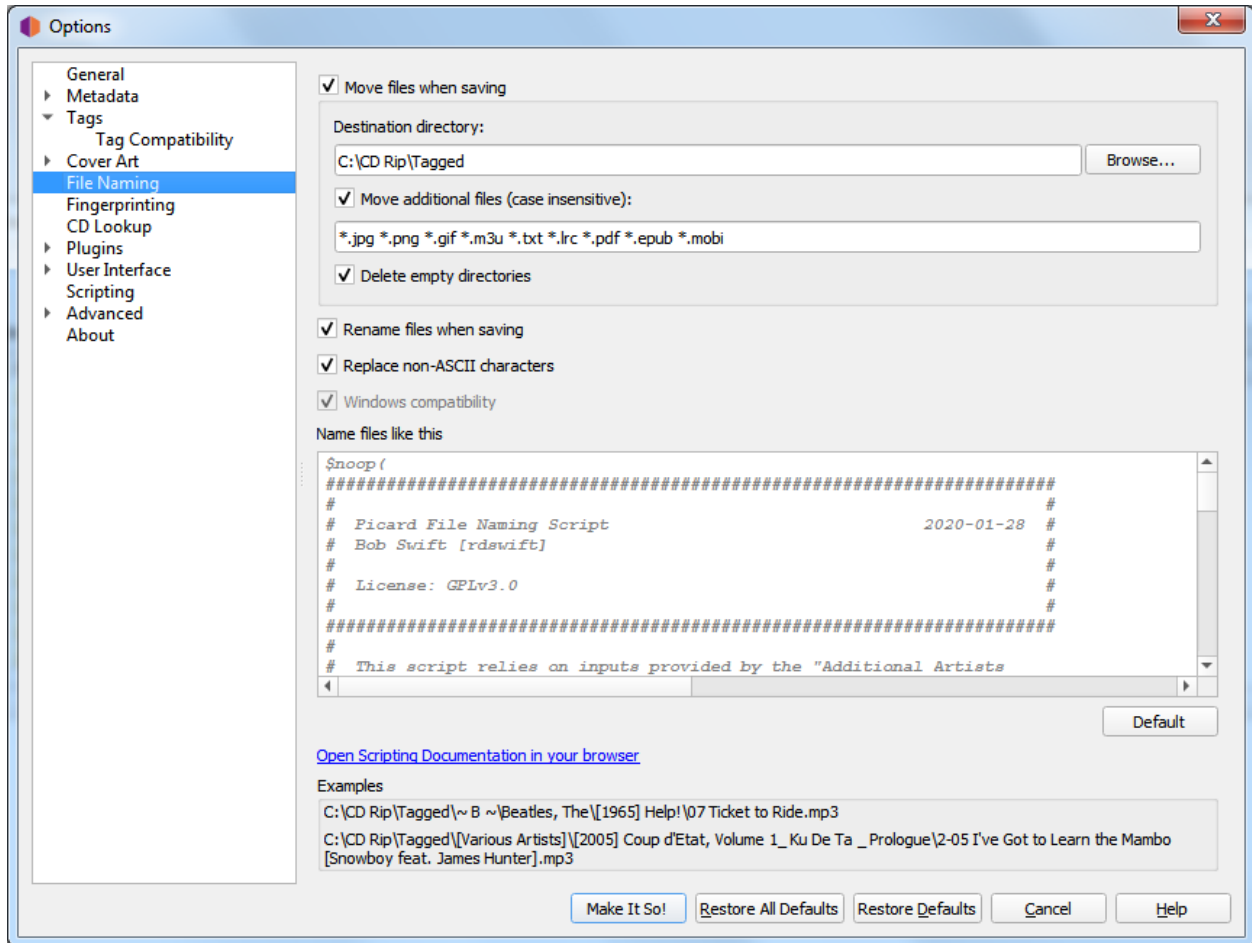 Options
General
Metadata
Tags
Tag Compatibility
Cover Art
File Naming
Fingerprinting
CD Lookup
Plugins
User Interface
Scripting
Advanced
About
Move files when saving
Destination directory:
C:\CD Rip\Tagged
Browse...
Move additional files (case insensitive):
*.jpg *.png *.gif *.m3u *.txt *.lrc *.pdf *.epub *.mobi
Delete empty directories
Rename files when saving
Replace non-ASCII characters
Windows compatibility
Name files like this
$noop(
########################################################################
#                                                                      #
#  Picard File Naming Script                               2020-01-28  #
#  Bob Swift [rdswift]                                                 #
#                                                                      #
#  License: GPLv3.0                                                    #
#                                                                      #
########################################################################
#
#  This script relies on inputs provided by the "Additional Artists
Default
Open Scripting Documentation in your browser
Examples
C:\CD Rip\Tagged\~ B ~\Beatles, The\[1965] Help!\07 Ticket to Ride.mp3
C:\CD Rip\Tagged\[Various Artists]\[2005] Coup d'Etat, Volume 1_ Ku De Ta _ Prologue\2-05 I've Got to Learn the Mambo
[Snowboy feat. James Hunter].mp3
Make It So!
Restore All Defaults
Restore Defaults
Cancel
Help